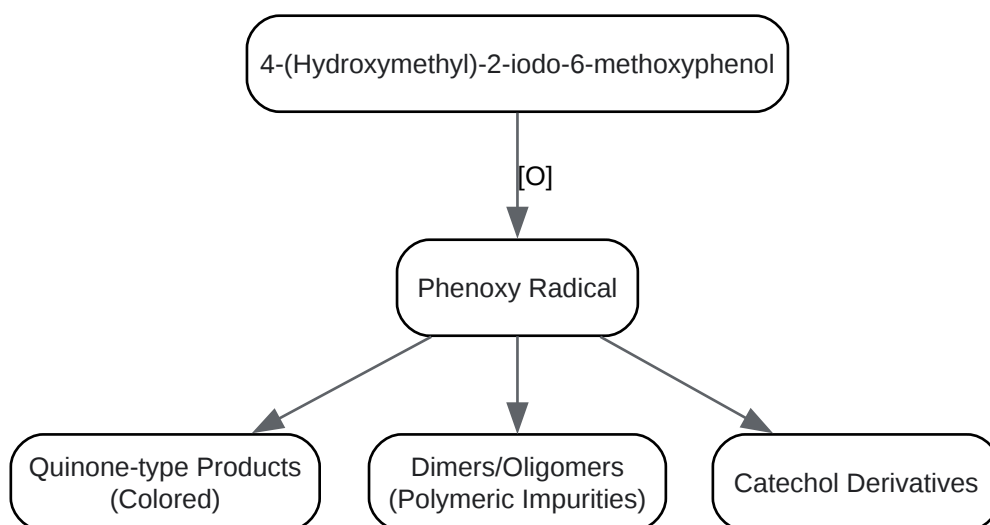 4-(Hydroxymethyl)-2-iodo-6-methoxyphenol
[O]
Phenoxy Radical
Quinone-type Products
(Colored)
Dimers/Oligomers
(Polymeric Impurities)
Catechol Derivatives